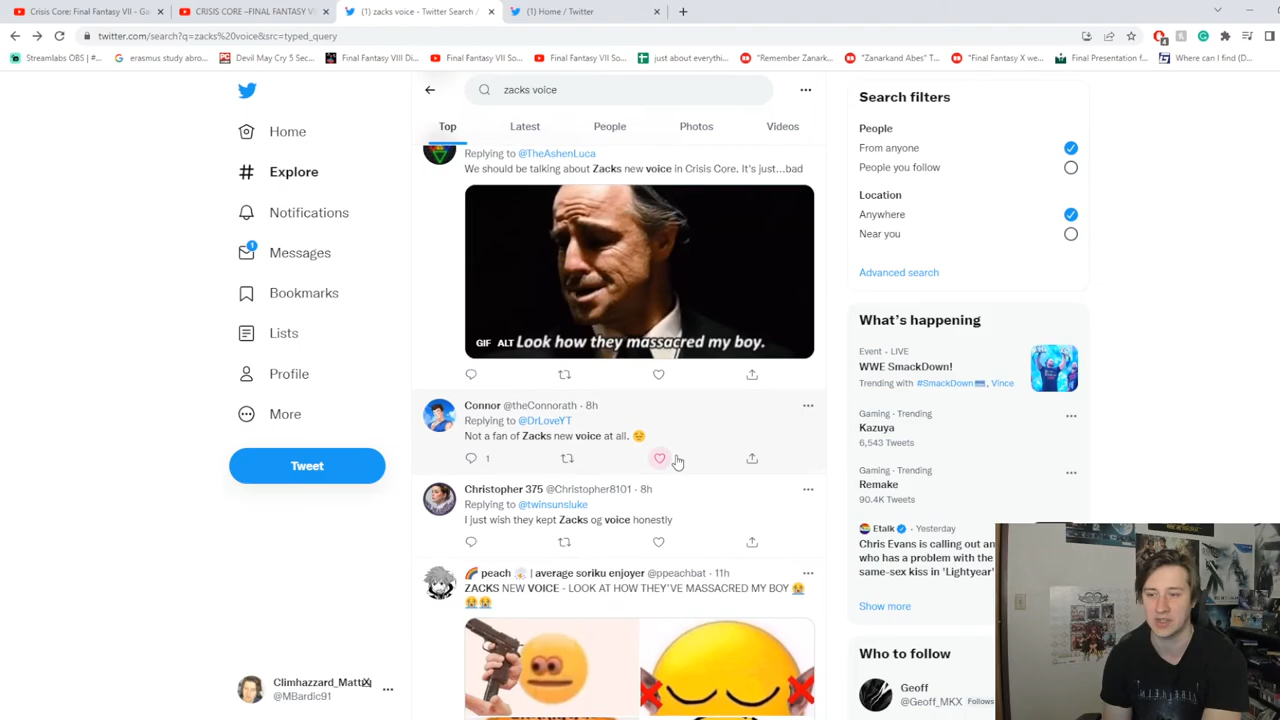 Crisis Core: Final Fantasy VII - Ga
CRISIS CORE –FINAL FANTASY V
(1) zacks voice - Twitter Search /
(1) Home / Twitter
twitter.com/search?q=zacks%20voice&src=typed_query
Streamlabs OBS | #...
erasmus study abro...
Devil May Cry 5 Sec...
Final Fantasy VIII Di...
Final Fantasy VII So...
Final Fantasy VII So...
just about everythi...
"Remember Zanark...
"Zanarkand Abes" T...
"Final Fantasy X we...
Final Presentation f...
Where can I find (D...
zacks voice
Top
Latest
People
Photos
Videos
Home
Explore
Notifications
1
Messages
Bookmarks
Lists
Profile
More
Tweet
Climhazzard_Matt
@MBardic91
Replying to @TheAshenLuca
We should be talking about Zacks new voice in Crisis Core. It's just...bad
GIF ALT Look how they massacred my boy.
Connor @theConnorath · 8h
Replying to @DrLoveYT
Not a fan of Zacks new voice at all. 😔
1
Christopher 375 @Christopher8101 · 8h
Replying to @twinsunsluke
I just wish they kept Zacks og voice honestly
peach | average soriku enjoyer @ppeachbat · 11h
ZACKS NEW VOICE - LOOK AT HOW THEY'VE MASSACRED MY BOY 😭
😭😭
Search filters
People
From anyone
People you follow
Location
Anywhere
Near you
Advanced search
What's happening
Event · LIVE
WWE SmackDown!
Trending with #SmackDown, Vince
Gaming · Trending
Kazuya
6,543 Tweets
Gaming · Trending
Remake
90.4K Tweets
Etalk · Yesterday
Chris Evans is calling out an
who has a problem with the
same-sex kiss in 'Lightyear'
Show more
Who to follow
Geoff
@Geoff_MKX Follows